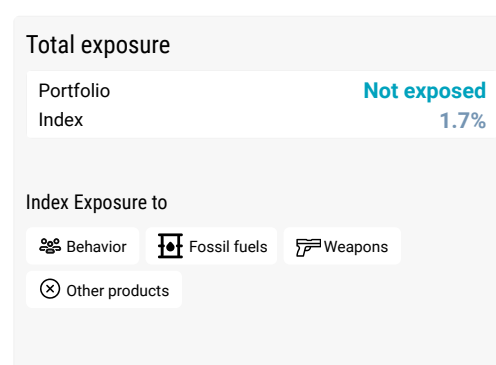 Total exposure
Portfolio Not exposed
Index 1.7%
Index Exposure to
Behavior Fossil fuels Weapons
Other products